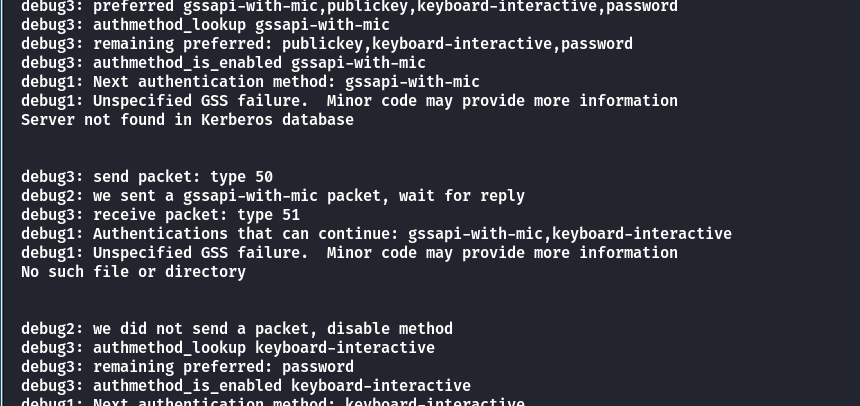 debug3: preferred gssapi-with-mic,publickey,keyboard-interactive,password
debug3: authmethod_lookup gssapi-with-mic
debug3: remaining preferred: publickey,keyboard-interactive,password
debug3: authmethod_is_enabled gssapi-with-mic
debug1: Next authentication method: gssapi-with-mic
debug1: Unspecified GSS failure.  Minor code may provide more information
Server not found in Kerberos database
debug3: send packet: type 50
debug2: we sent a gssapi-with-mic packet, wait for reply
debug3: receive packet: type 51
debug1: Authentications that can continue: gssapi-with-mic,keyboard-interactive
debug1: Unspecified GSS failure.  Minor code may provide more information
No such file or directory
debug2: we did not send a packet, disable method
debug3: authmethod_lookup keyboard-interactive
debug3: remaining preferred: password
debug3: authmethod_is_enabled keyboard-interactive
debug1: Next authentication method: keyboard-interactive